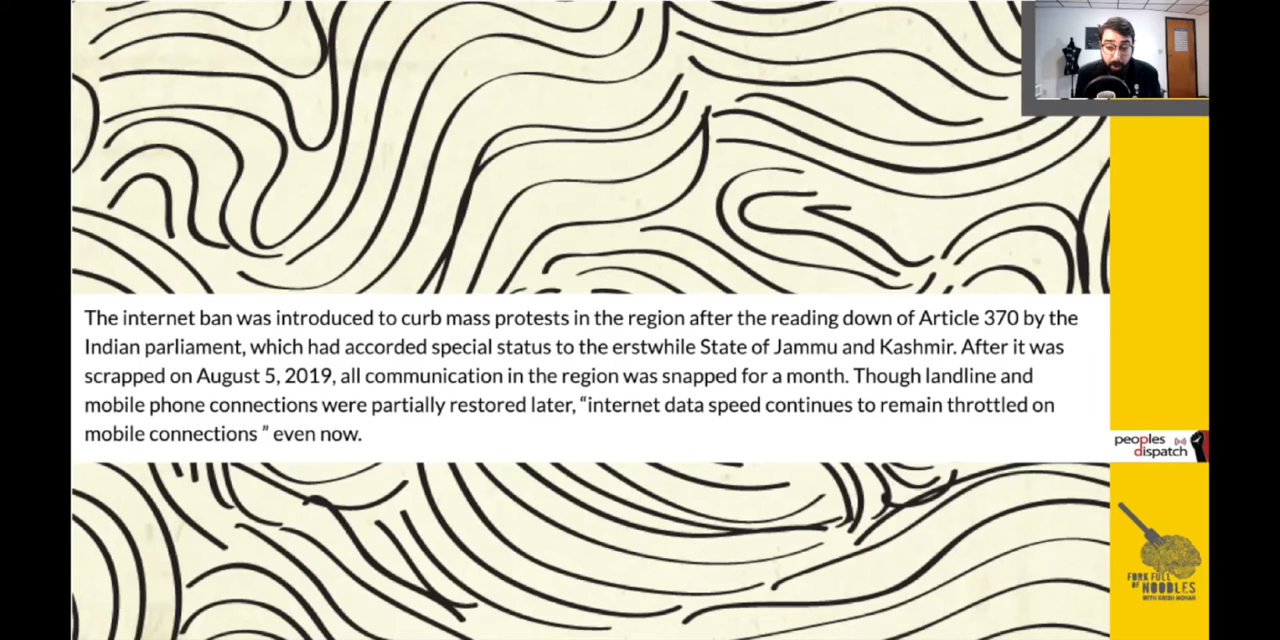 The internet ban was introduced to curb mass protests in the region after the reading down of Article 370 by the
Indian parliament, which had accorded special status to the erstwhile State of Jammu and Kashmir. After it was
scrapped on August 5, 2019, all communication in the region was snapped for a month. Though landline and
mobile phone connections were partially restored later, “internet data speed continues to remain throttled on
mobile connections ” even now.
peoples
dispatch
FORK FULL
OF NOODLES
WITH KRISH MOHAN